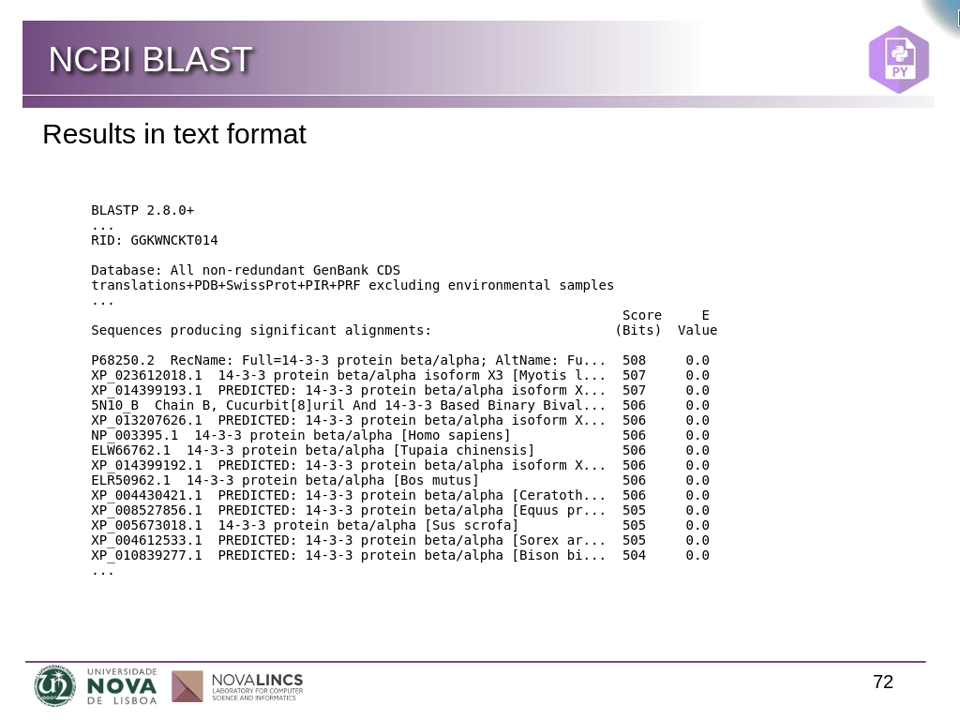 NCBI BLAST
PY
Results in text format
BLASTP 2.8.0+
...
RID: GGKWNCKT014
Database: All non-redundant GenBank CDS
translations+PDB+SwissProt+PIR+PRF excluding environmental samples
...
Score E
Sequences producing significant alignments: (Bits) Value
P68250.2 RecName: Full=14-3-3 protein beta/alpha; AltName: Fu... 508 0.0
XP_023612018.1 14-3-3 protein beta/alpha isoform X3 [Myotis l... 507 0.0
XP_014399193.1 PREDICTED: 14-3-3 protein beta/alpha isoform X... 507 0.0
5N10_B Chain B, Cucurbit[8]uril And 14-3-3 Based Binary Bival... 506 0.0
XP_013207626.1 PREDICTED: 14-3-3 protein beta/alpha isoform X... 506 0.0
NP_003395.1 14-3-3 protein beta/alpha [Homo sapiens] 506 0.0
ELW66762.1 14-3-3 protein beta/alpha [Tupaia chinensis] 506 0.0
XP_014399192.1 PREDICTED: 14-3-3 protein beta/alpha isoform X... 506 0.0
ELR50962.1 14-3-3 protein beta/alpha [Bos mutus] 506 0.0
XP_004430421.1 PREDICTED: 14-3-3 protein beta/alpha [Ceratoth... 506 0.0
XP_008527856.1 PREDICTED: 14-3-3 protein beta/alpha [Equus pr... 505 0.0
XP_005673018.1 14-3-3 protein beta/alpha [Sus scrofa] 505 0.0
XP_004612533.1 PREDICTED: 14-3-3 protein beta/alpha [Sorex ar... 505 0.0
XP_010839277.1 PREDICTED: 14-3-3 protein beta/alpha [Bison bi... 504 0.0
...
UNIVERSIDADE
NOVA
DE LISBOA
NOVALINCS
LABORATORY FOR COMPUTER
SCIENCE AND INFORMATICS
72